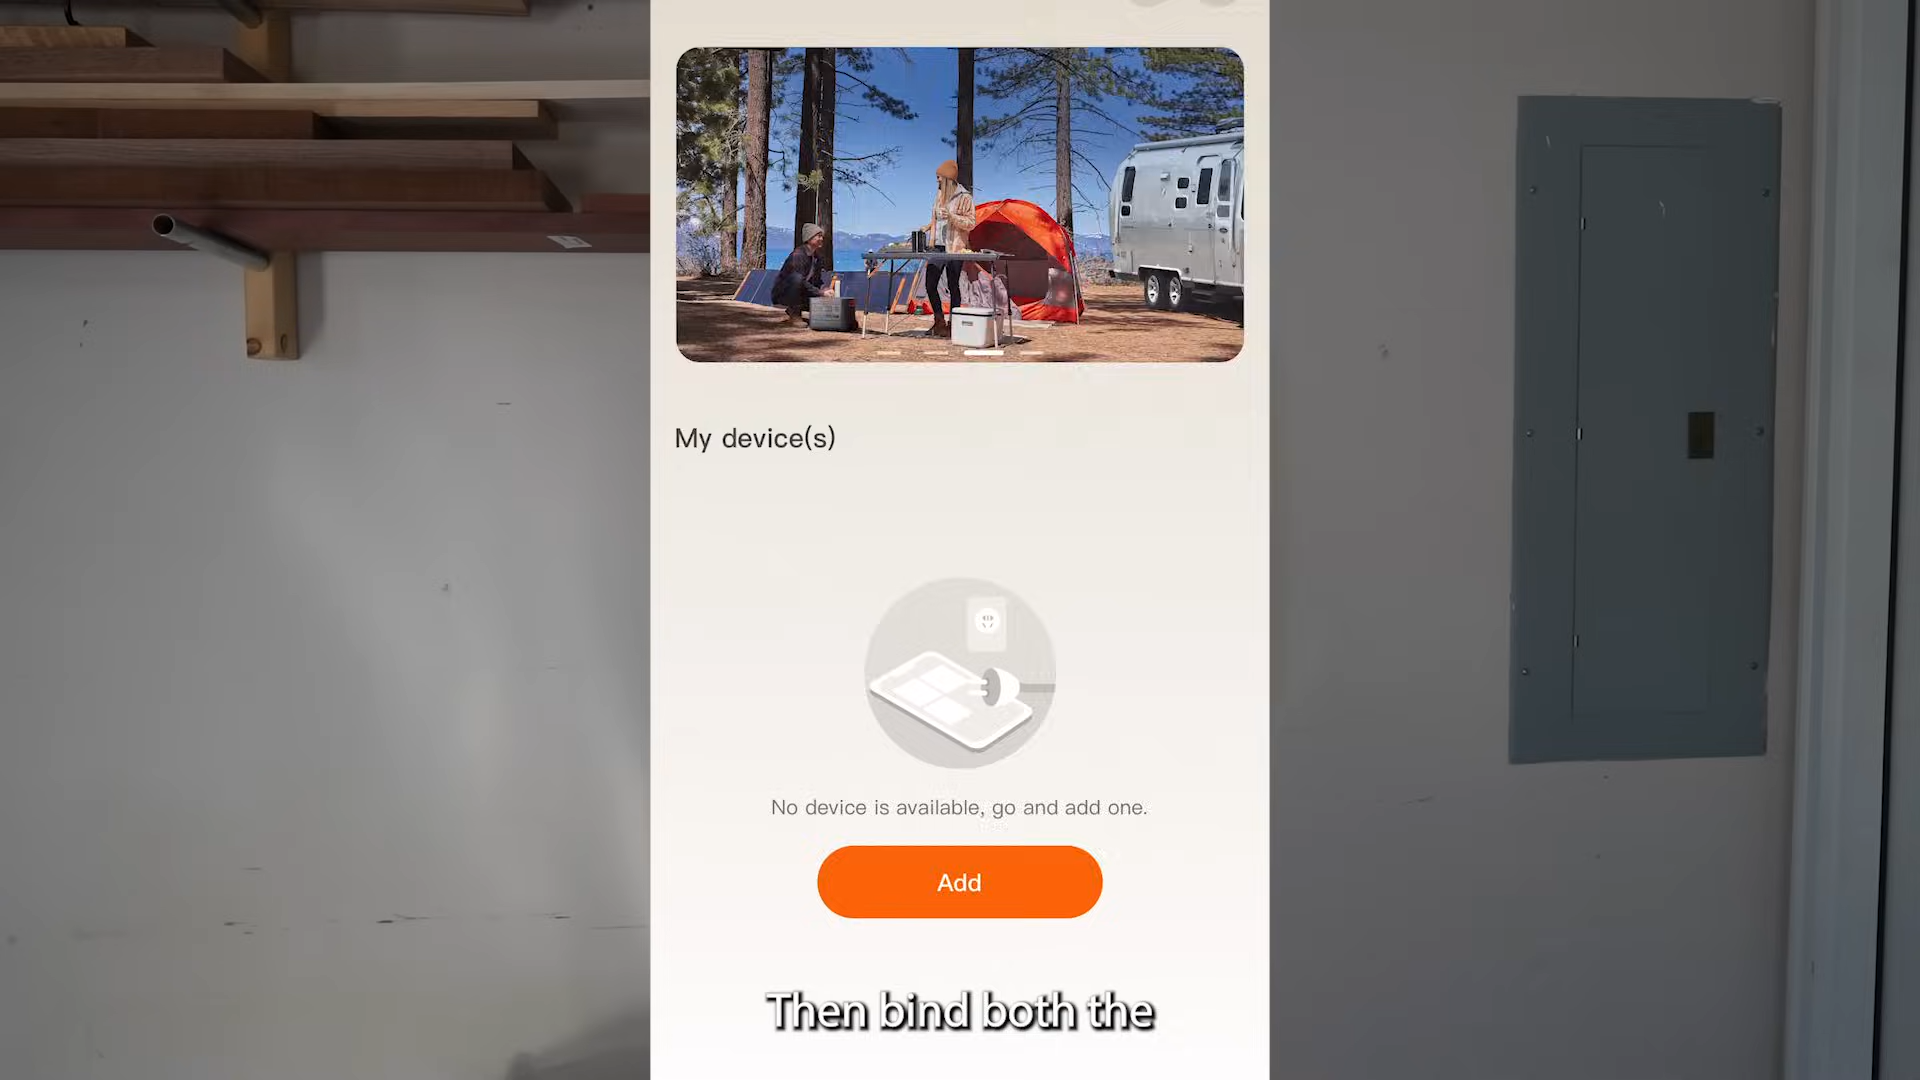 My device(s)
No device is available, go and add one.
Add
Then bind both the